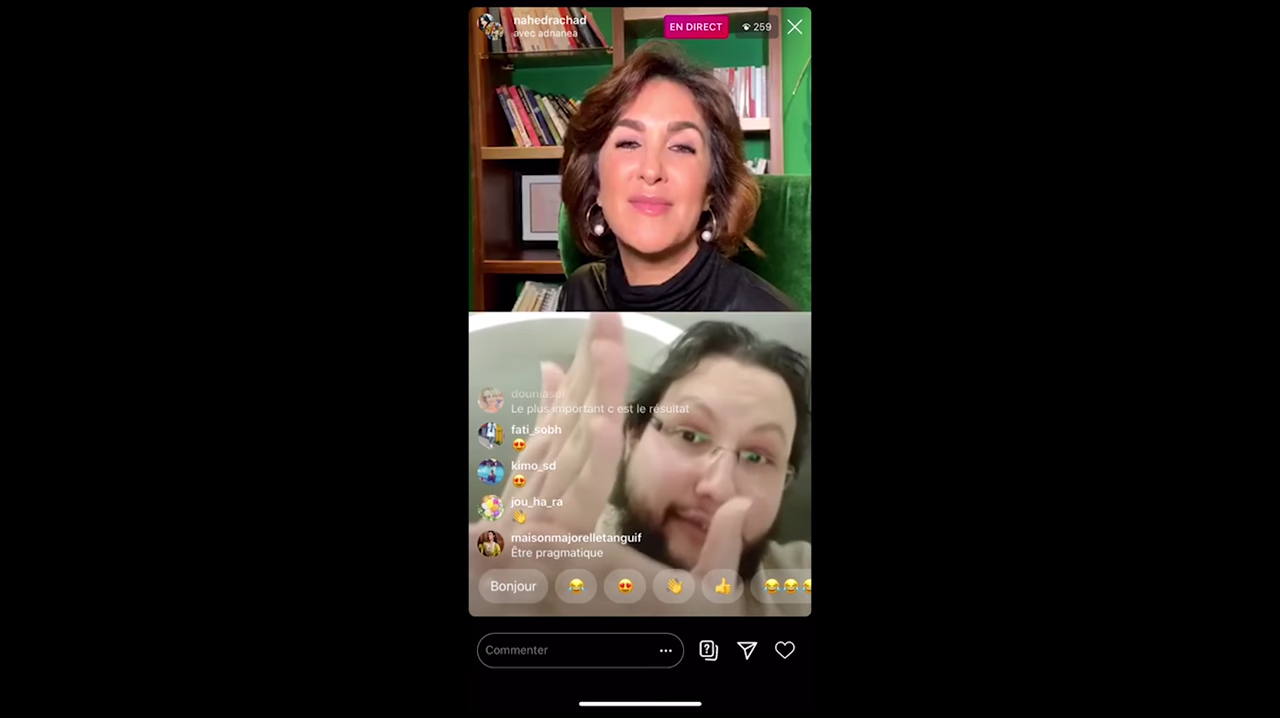 nahedrachad
avec adnanea
EN DIRECT
259
Le plus important c est le résultat
fati_sobh
kimo_sd
jou_ha_ra
maisonmajorelletanguif
Être pragmatique
Bonjour
Commenter